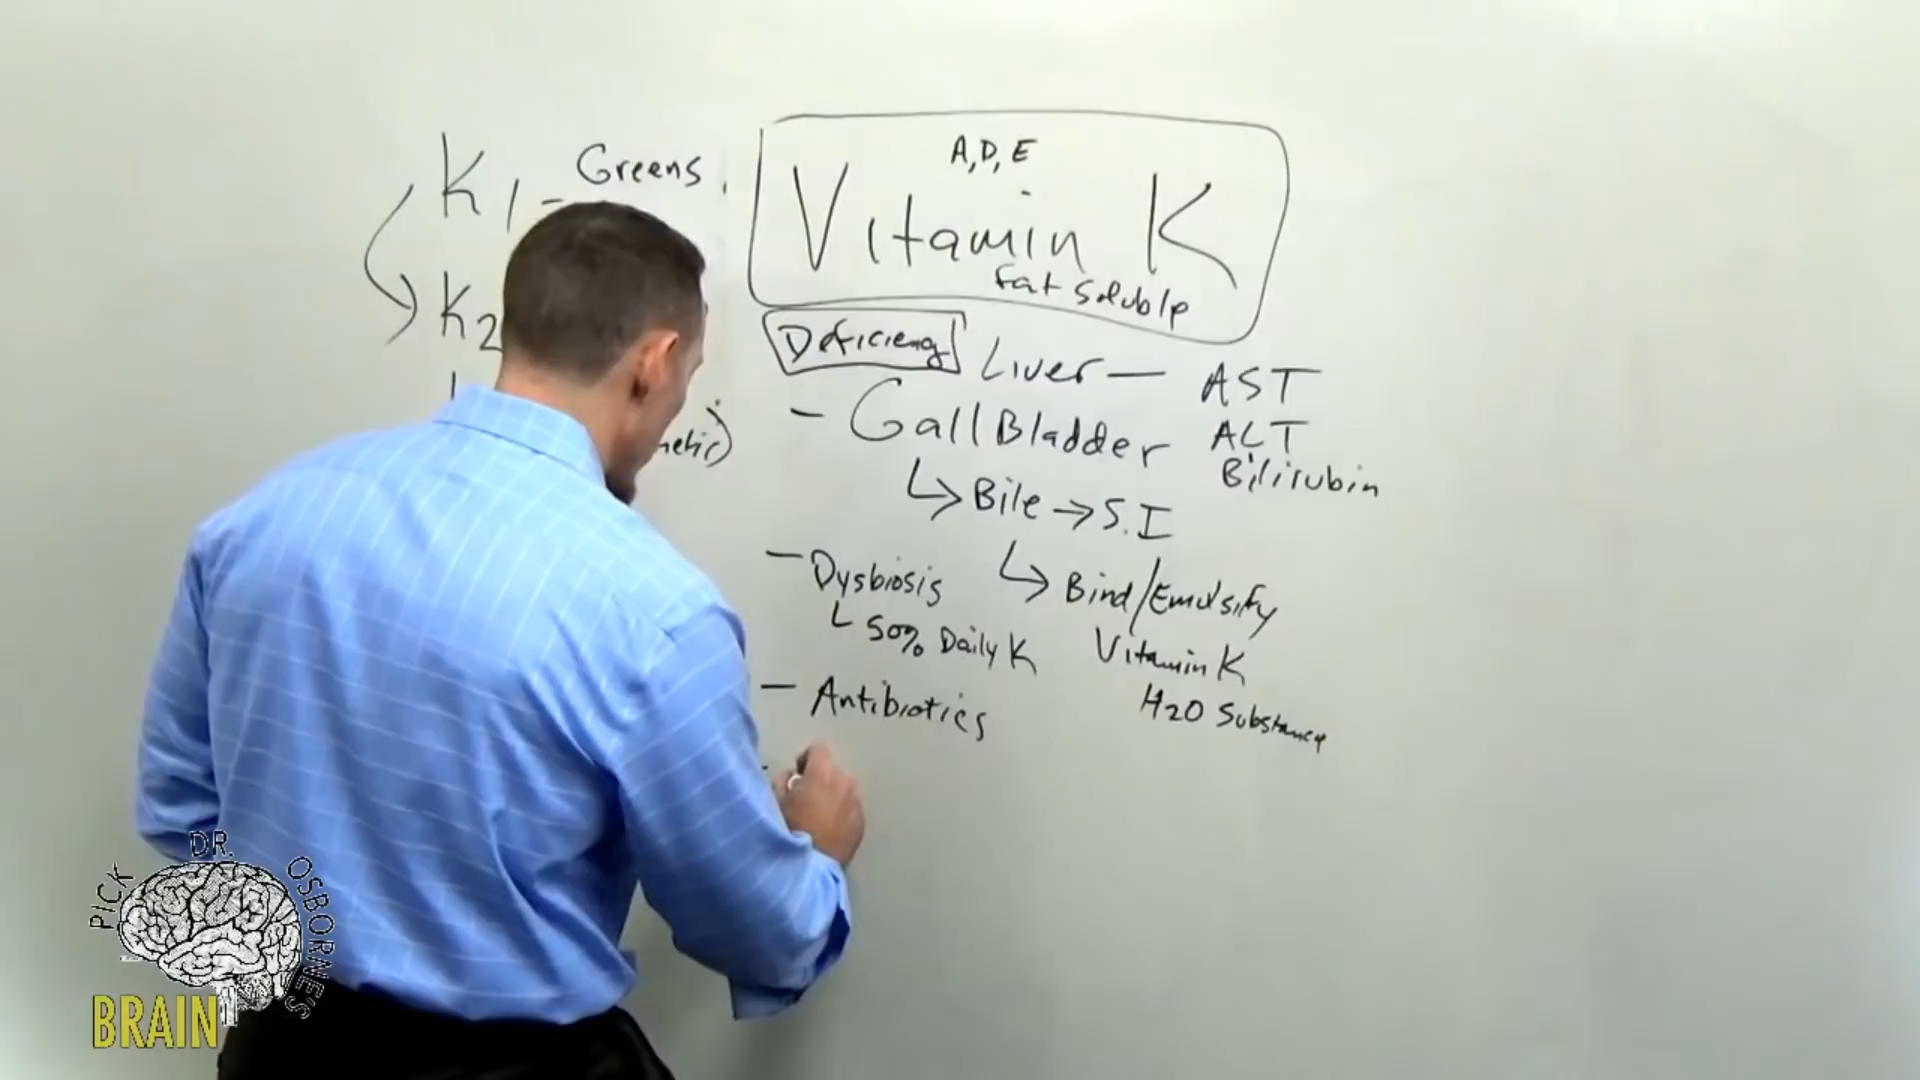 K1 - Greens
K2
A, D, E
Vitamin K
fat soluble
Deficiency
Liver — AST
- Gall Bladder ALT
Bilirubin
↳ Bile → S.I
- Dysbiosis
↳ Bind/Emulsify
└ 50% Daily K
Vitamin K
- Antibiotics
H2O Substance
PICK DR. OSBORNE'S
BRAIN